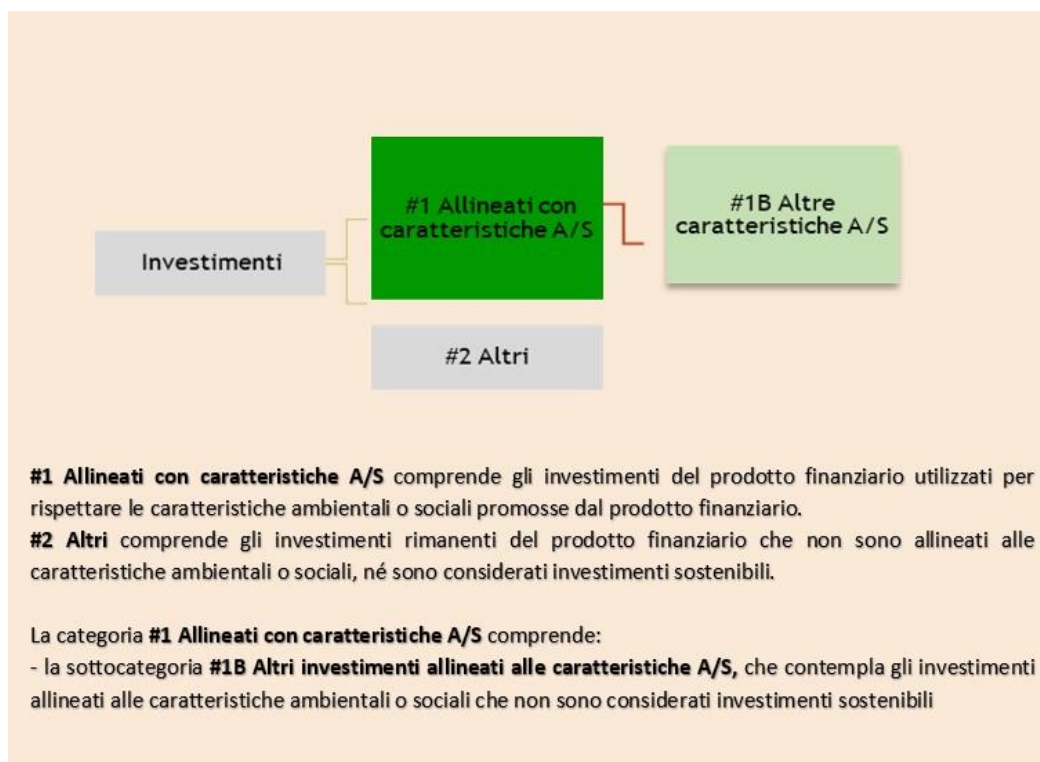 #1 Allineati con
caratteristiche A/S
#1B Altre
caratteristiche A/S
Investimenti
#2 Altri
#1 Allineati con caratteristiche A/S comprende gli investimenti del prodotto finanziario utilizzati per
rispettare le caratteristiche ambientali o sociali promosse dal prodotto finanziario.
#2 Altri comprende gli investimenti rimanenti del prodotto finanziario che non sono allineati alle
caratteristiche ambientali o sociali, né sono considerati investimenti sostenibili.
La categoria #1 Allineati con caratteristiche A/S comprende:
- la sottocategoria #1B Altri investimenti allineati alle caratteristiche A/S, che contempla gli investimenti
allineati alle caratteristiche ambientali o sociali che non sono considerati investimenti sostenibili